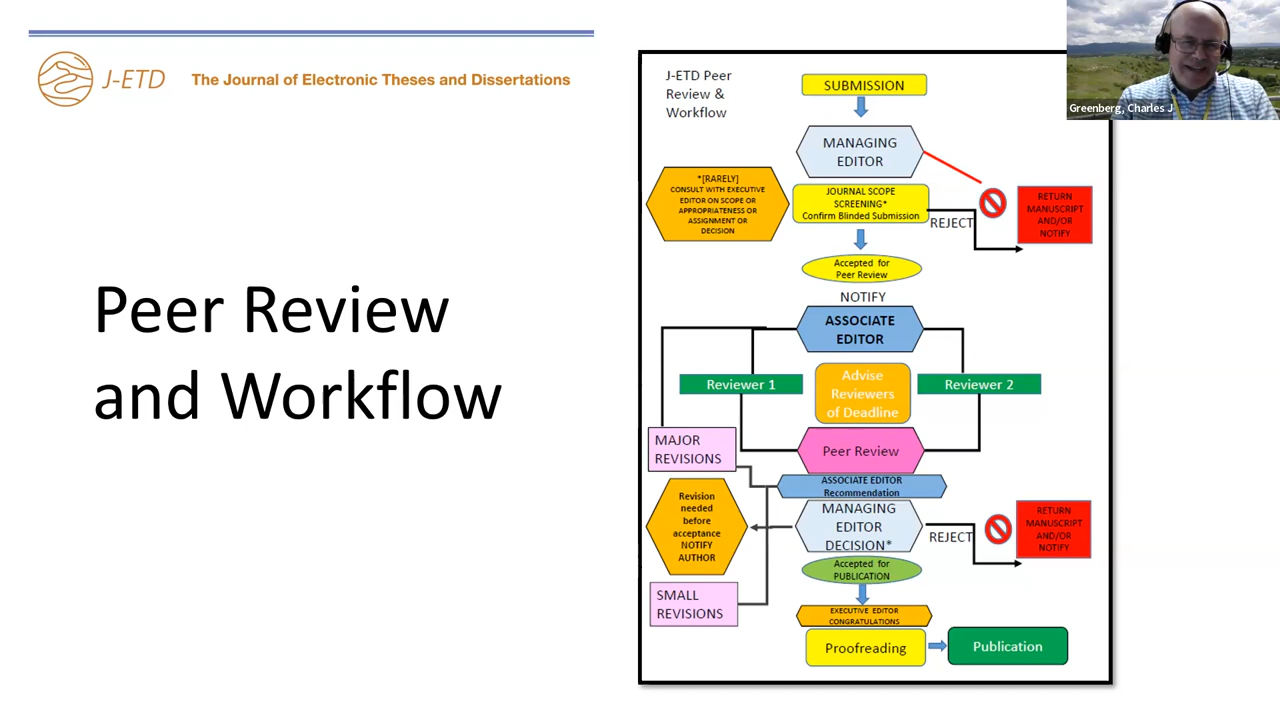 J-ETD
The Journal of Electronic Theses and Dissertations
Peer Review
and Workflow
J-ETD Peer
Review &
Workflow
SUBMISSION
MANAGING
EDITOR
*[RARELY]
CONSULT WITH EXECUTIVE
EDITOR ON SCOPE OR
APPROPRIATENESS OR
ASSIGNMENT OR
DECISION
JOURNAL SCOPE
SCREENING*
Confirm Blinded Submission
REJECT
RETURN
MANUSCRIPT
AND/OR
NOTIFY
Accepted for
Peer Review
NOTIFY
ASSOCIATE
EDITOR
Reviewer 1
Advise
Reviewers
of Deadline
Reviewer 2
MAJOR
REVISIONS
Peer Review
ASSOCIATE EDITOR
Recommendation
Revision
needed
before
acceptance
NOTIFY
AUTHOR
MANAGING
EDITOR
DECISION*
REJECT
RETURN
MANUSCRIPT
AND/OR
NOTIFY
Accepted for
PUBLICATION
SMALL
REVISIONS
EXECUTIVE EDITOR
CONGRATULATIONS
Proofreading
Publication
Greenberg, Charles J